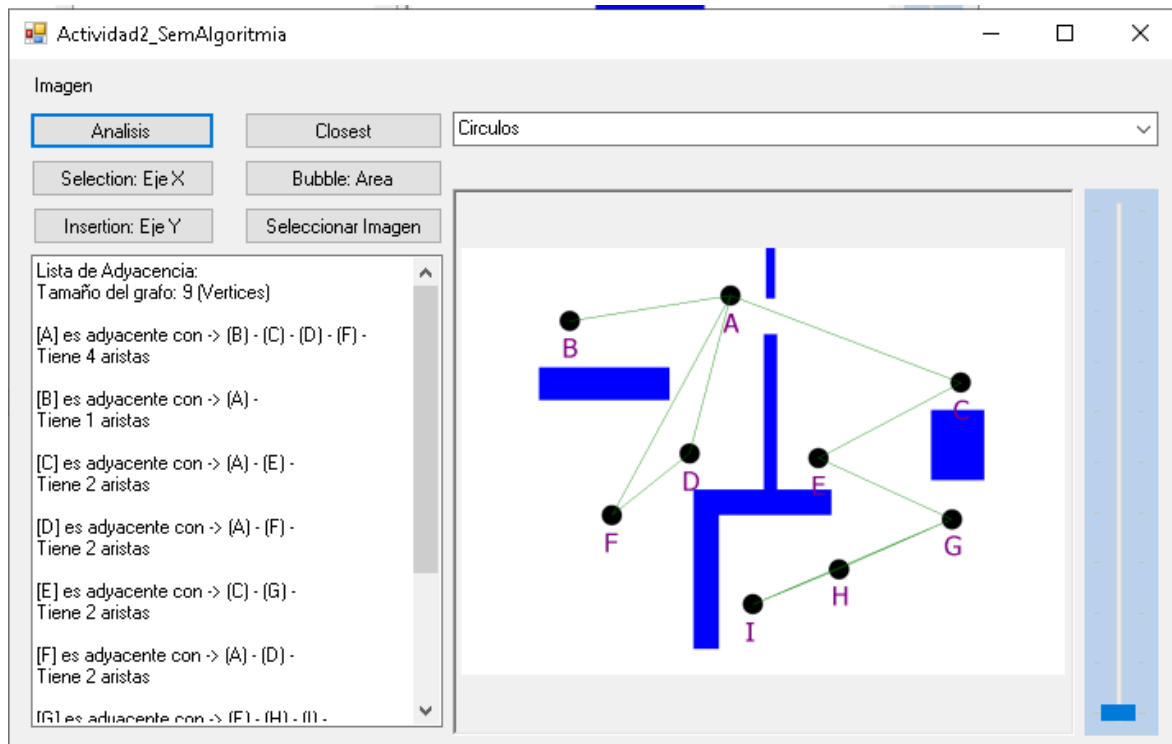 Actividad2_SemAlgoritmia
Imagen
Analisis
Closest
Circulos
Selection: Eje X
Bubble: Area
Insertion: Eje Y
Seleccionar Imagen
Lista de Adyacencia:
Tamaño del grafo: 9 (Vertices)
[A] es adyacente con -> (B) - (C) - (D) - (F) -
Tiene 4 aristas
[B] es adyacente con -> (A) -
Tiene 1 aristas
[C] es adyacente con -> (A) - (E) -
Tiene 2 aristas
[D] es adyacente con -> (A) - (F) -
Tiene 2 aristas
[E] es adyacente con -> (C) - (G) -
Tiene 2 aristas
[F] es adyacente con -> (A) - (D) -
Tiene 2 aristas
[G] es adyacente con -> (E) - (H) - (I) -
A
B
C
D
E
F
G
H
I